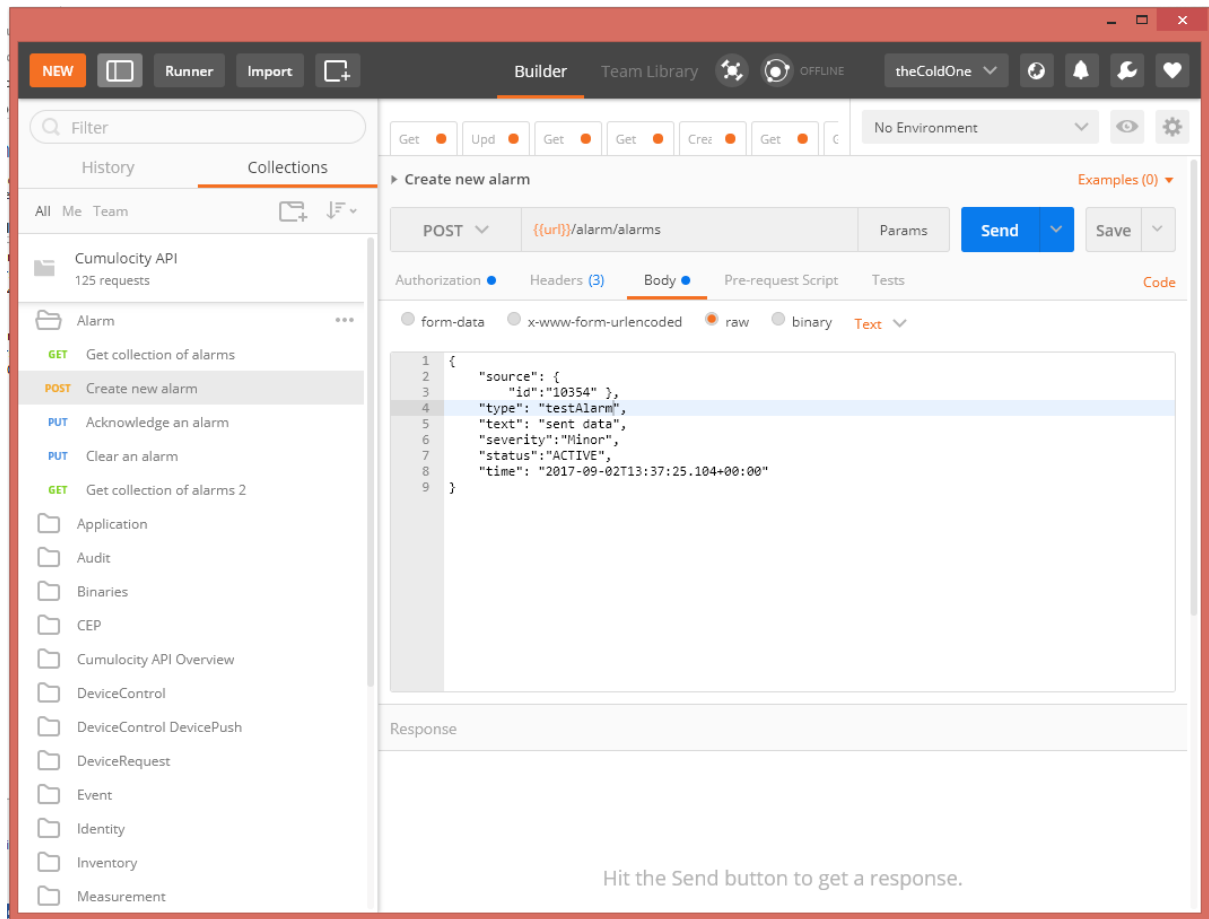 NEW Runner Import Builder Team Library OFFLINE theColdOne
Filter
History Collections
All Me Team
Cumulocity API
125 requests
Alarm
GET Get collection of alarms
POST Create new alarm
PUT Acknowledge an alarm
PUT Clear an alarm
GET Get collection of alarms 2
Application
Audit
Binaries
CEP
Cumulocity API Overview
DeviceControl
DeviceControl DevicePush
DeviceRequest
Event
Identity
Inventory
Measurement
Get Upd Get Get Crea Get G No Environment
Create new alarm Examples (0)
POST {{url}}/alarm/alarms Params Send Save
Authorization Headers (3) Body Pre-request Script Tests Code
form-data x-www-form-urlencoded raw binary Text
1 {
2 "source": {
3 "id":"10354" },
4 "type": "testAlarm",
5 "text": "sent data",
6 "severity":"Minor",
7 "status":"ACTIVE",
8 "time": "2017-09-02T13:37:25.104+00:00"
9 }
Response
Hit the Send button to get a response.